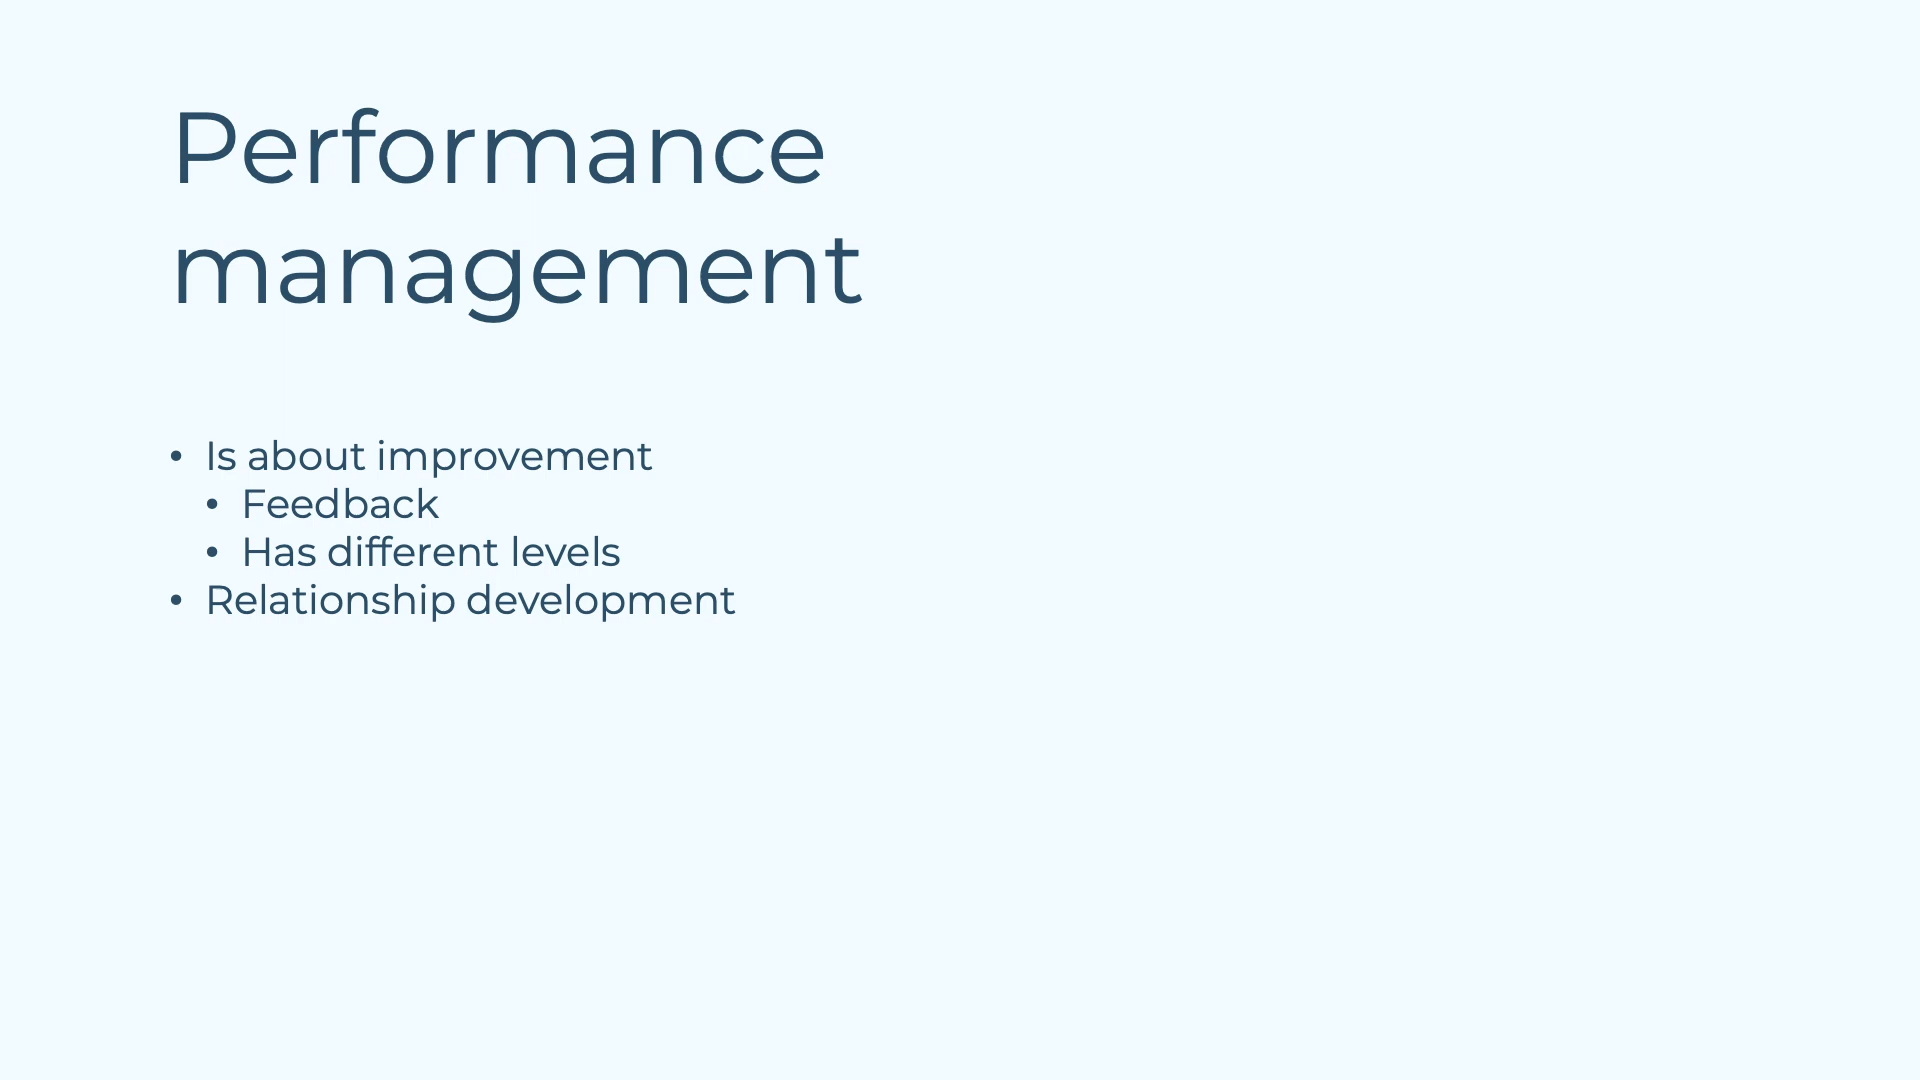 Performance
management
• Is about improvement
• Feedback
• Has different levels
• Relationship development